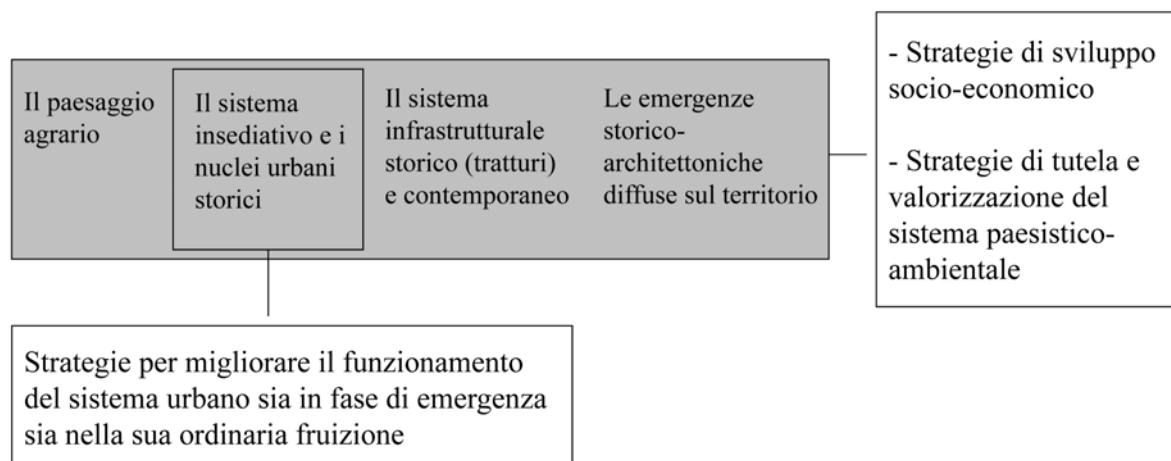 Il paesaggio
agrario
Il sistema
insediativo e i
nuclei urbani
storici
Il sistema
infrastrutturale
storico (tratturi)
e contemporaneo
Le emergenze
storico-
architettoniche
diffuse sul territorio
- Strategie di sviluppo
socio-economico
- Strategie di tutela e
valorizzazione del
sistema paesistico-
ambientale
Strategie per migliorare il funzionamento
del sistema urbano sia in fase di emergenza
sia nella sua ordinaria fruizione